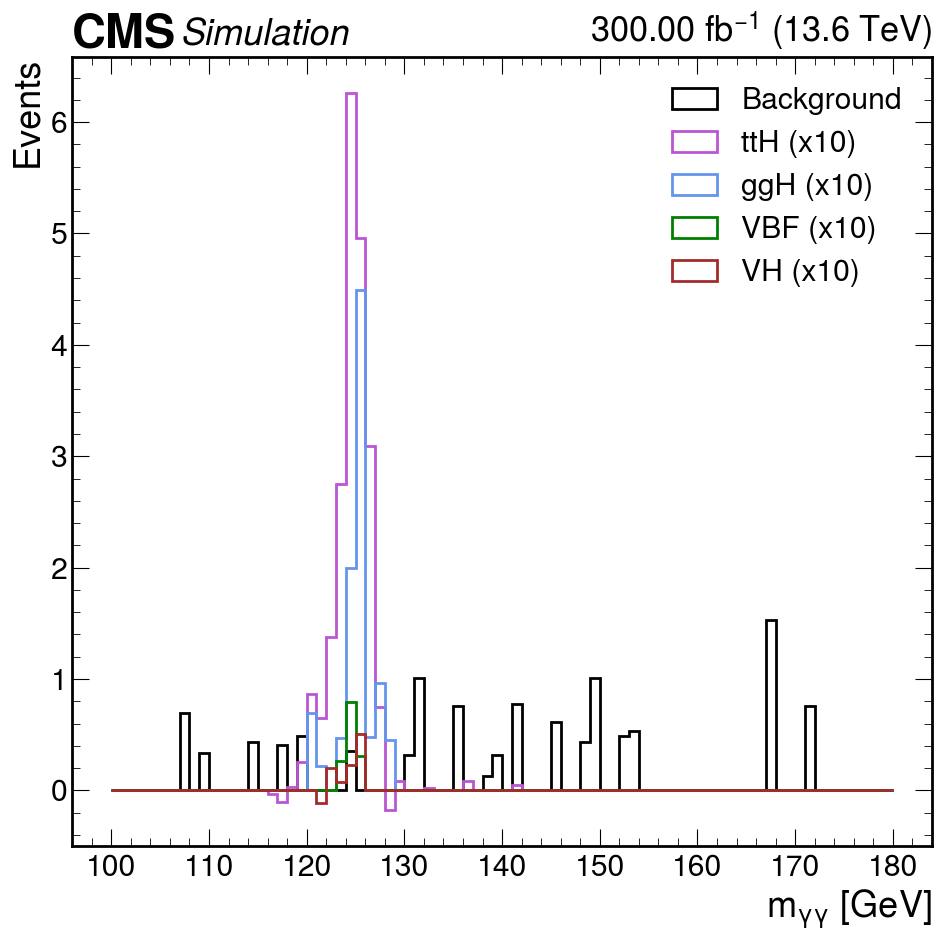 CMS Simulation 300.00 fb⁻¹ (13.6 TeV)
Events
Background
ttH (x10)
ggH (x10)
VBF (x10)
VH (x10)
6
5
4
3
2
1
0
100 110 120 130 140 150 160 170 180
m_γγ [GeV]